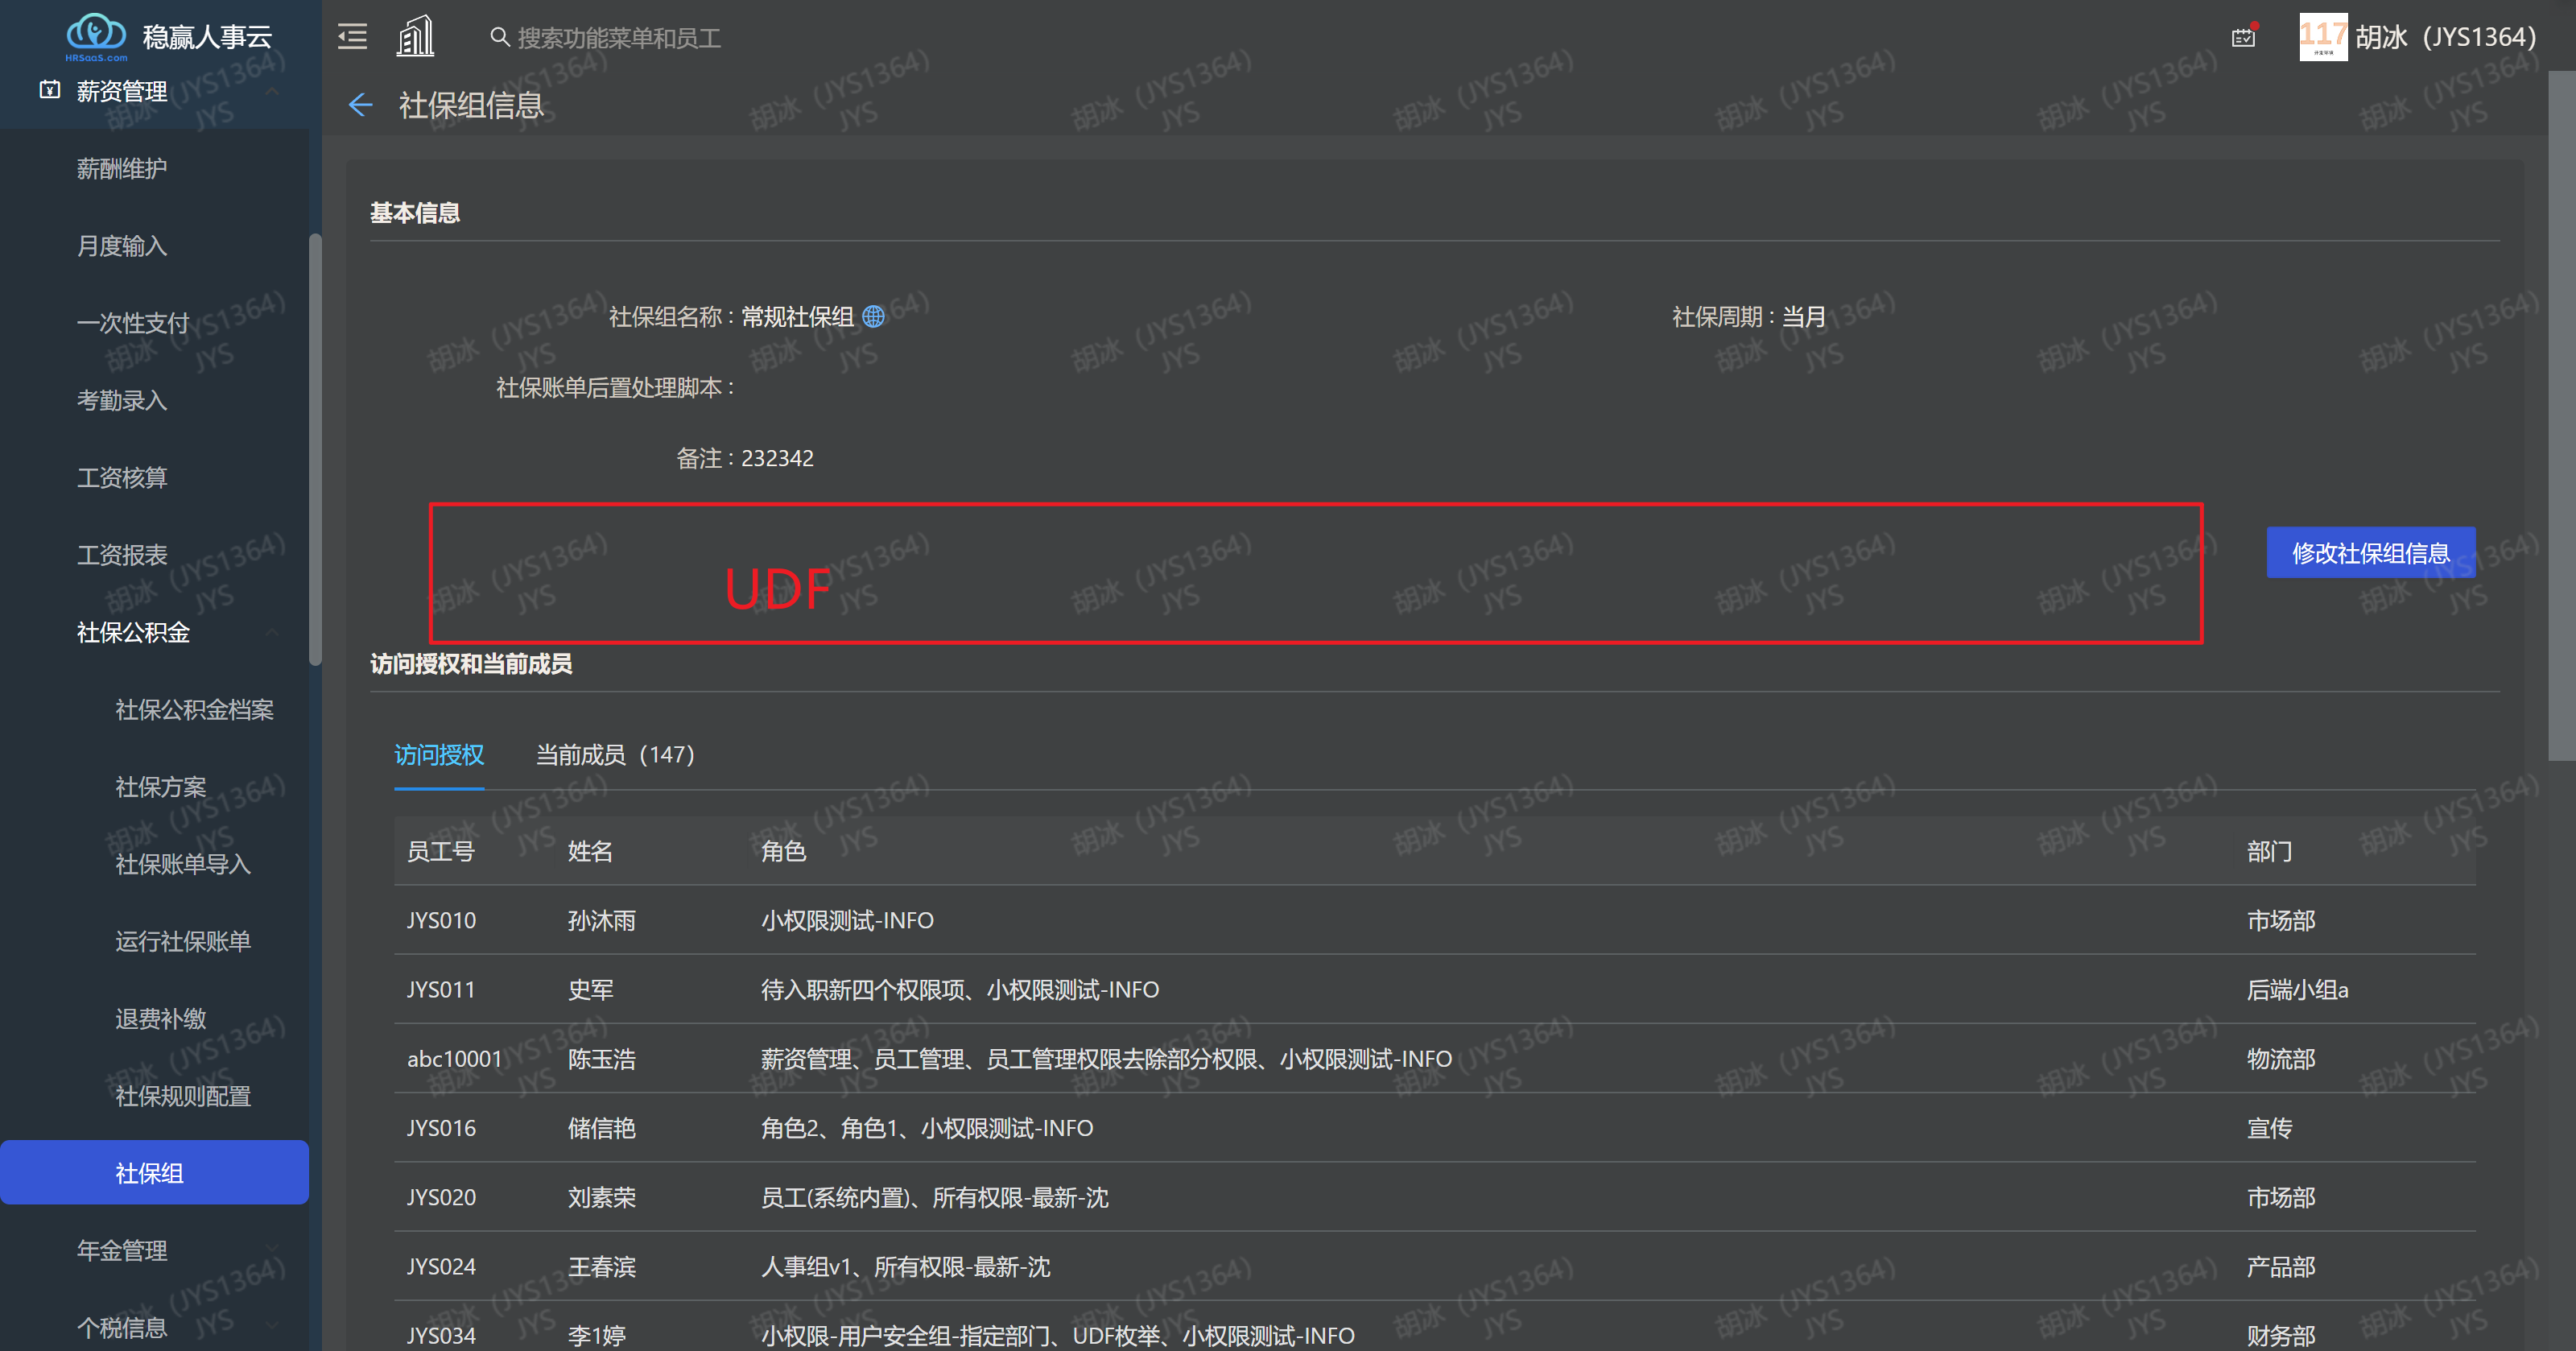 稳赢人事云
HRSaaS.com
搜索功能菜单和员工
117
胡冰（JYS1364）
薪资管理
薪酬维护
月度输入
一次性支付
考勤录入
工资核算
工资报表
社保公积金
社保公积金档案
社保方案
社保账单导入
运行社保账单
退费补缴
社保规则配置
社保组
年金管理
个税信息
社保组信息
基本信息
社保组名称 : 常规社保组
社保周期 : 当月
社保账单后置处理脚本 :
备注 : 232342
UDF
修改社保组信息
访问授权和当前成员
访问授权 当前成员（147）
员工号 姓名 角色 部门
JYS010 孙沐雨 小权限测试-INFO 市场部
JYS011 史军 待入职新四个权限项、小权限测试-INFO 后端小组a
abc10001 陈玉浩 薪资管理、员工管理、员工管理权限去除部分权限、小权限测试-INFO 物流部
JYS016 储信艳 角色2、角色1、小权限测试-INFO 宣传
JYS020 刘素荣 员工(系统内置)、所有权限-最新-沈 市场部
JYS024 王春滨 人事组v1、所有权限-最新-沈 产品部
JYS034 李1婷 小权限-用户安全组-指定部门、UDF枚举、小权限测试-INFO 财务部
胡冰（JYS1364）
JYS